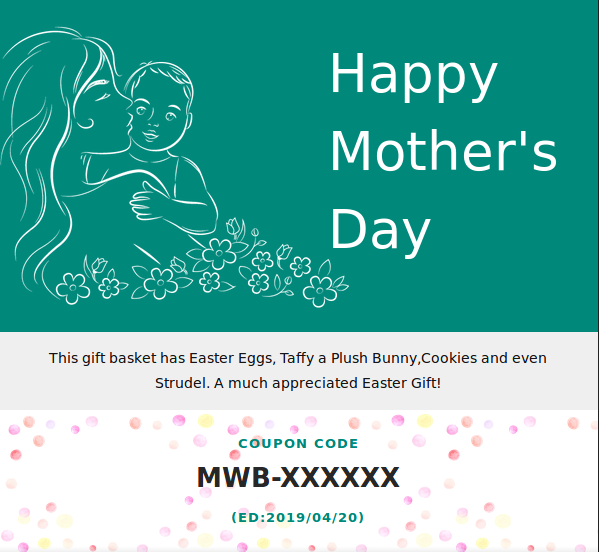 Happy
Mother's
Day
This gift basket has Easter Eggs, Taffy a Plush Bunny,Cookies and even
Strudel. A much appreciated Easter Gift!
COUPON CODE
MWB-XXXXXX
(ED:2019/04/20)